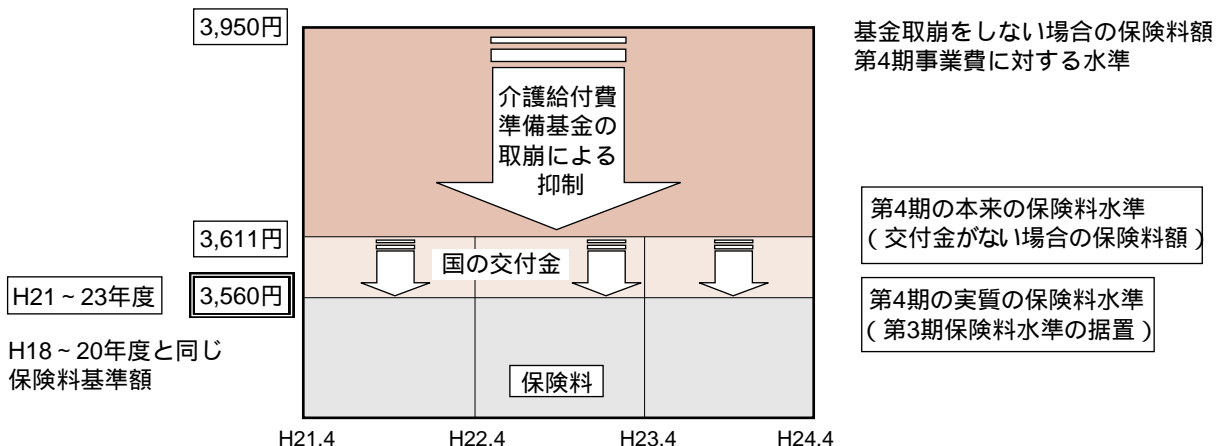 3,950円
基金取崩をしない場合の保険料額
第4期事業費に対する水準
介護給付費
準備基金の
取崩による
抑制
3,611円
第4期の本来の保険料水準
（交付金がない場合の保険料額）
国の交付金
H21～23年度
3,560円
第4期の実質の保険料水準
（第3期保険料水準の据置）
H18～20年度と同じ
保険料基準額
保険料
H21.4 H22.4 H23.4 H24.4